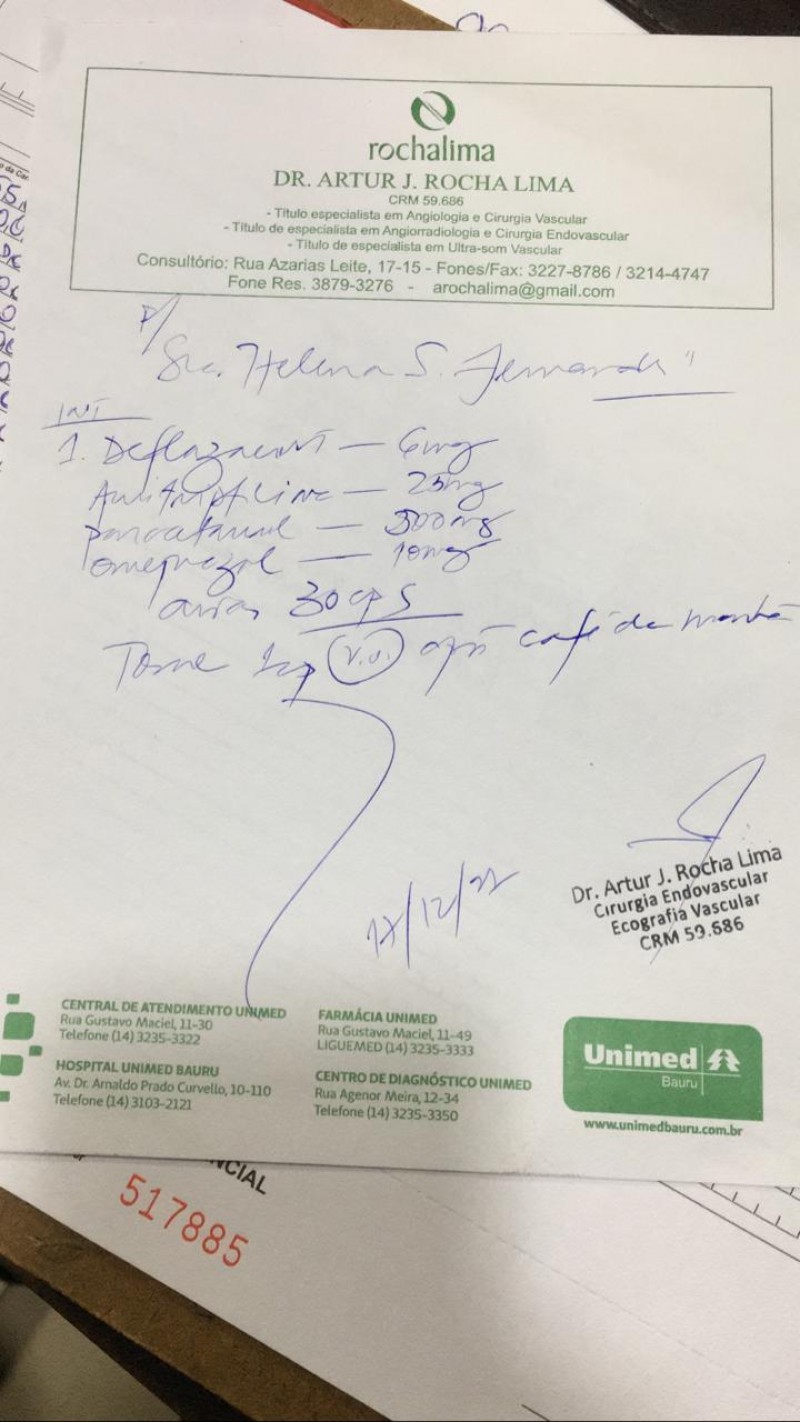 rochalima
DR. ARTUR J. ROCHA LIMA
CRM 59.686
- Título especialista em Angiologia e Cirurgia Vascular
- Título de especialista em Angiorradiologia e Cirurgia Endovascular
- Título de especialista em Ultra-som Vascular
Consultório: Rua Azarias Leite, 17-15 - Fones/Fax: 3227-8786 / 3214-4747
Fone Res. 3879-3276 - arochalima@gmail.com
P/
Sra. Helena S.
INT
1. Deflazacort — 6mg
Amitriptilina — 25mg
paracetamol — 300mg
omeprazol — 10mg
30 cps
Tome 1cp V.O. após café da manhã
Dr. Artur J. Rocha Lima
Cirurgia Endovascular
Ecografia Vascular
CRM 59.686
/12/22
CENTRAL DE ATENDIMENTO UNIMED
Rua Gustavo Maciel, 11-30
Telefone (14) 3235-3322
HOSPITAL UNIMED BAURU
Av. Dr. Arnaldo Prado Curvello, 10-110
Telefone (14) 3103-2121
FARMÁCIA UNIMED
Rua Gustavo Maciel, 11-49
LIGUEMED (14) 3235-3333
CENTRO DE DIAGNÓSTICO UNIMED
Rua Agenor Meira, 12-34
Telefone (14) 3235-3350
Unimed
Bauru
www.unimedbauru.com.br
517885